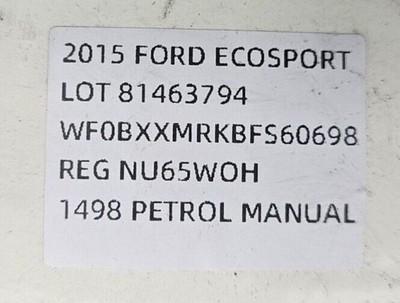 2015 FORD ECOSPORT
LOT 81463794
WF0BXXMRKBFS60698
REG NU65WOH
1498 PETROL MANUAL